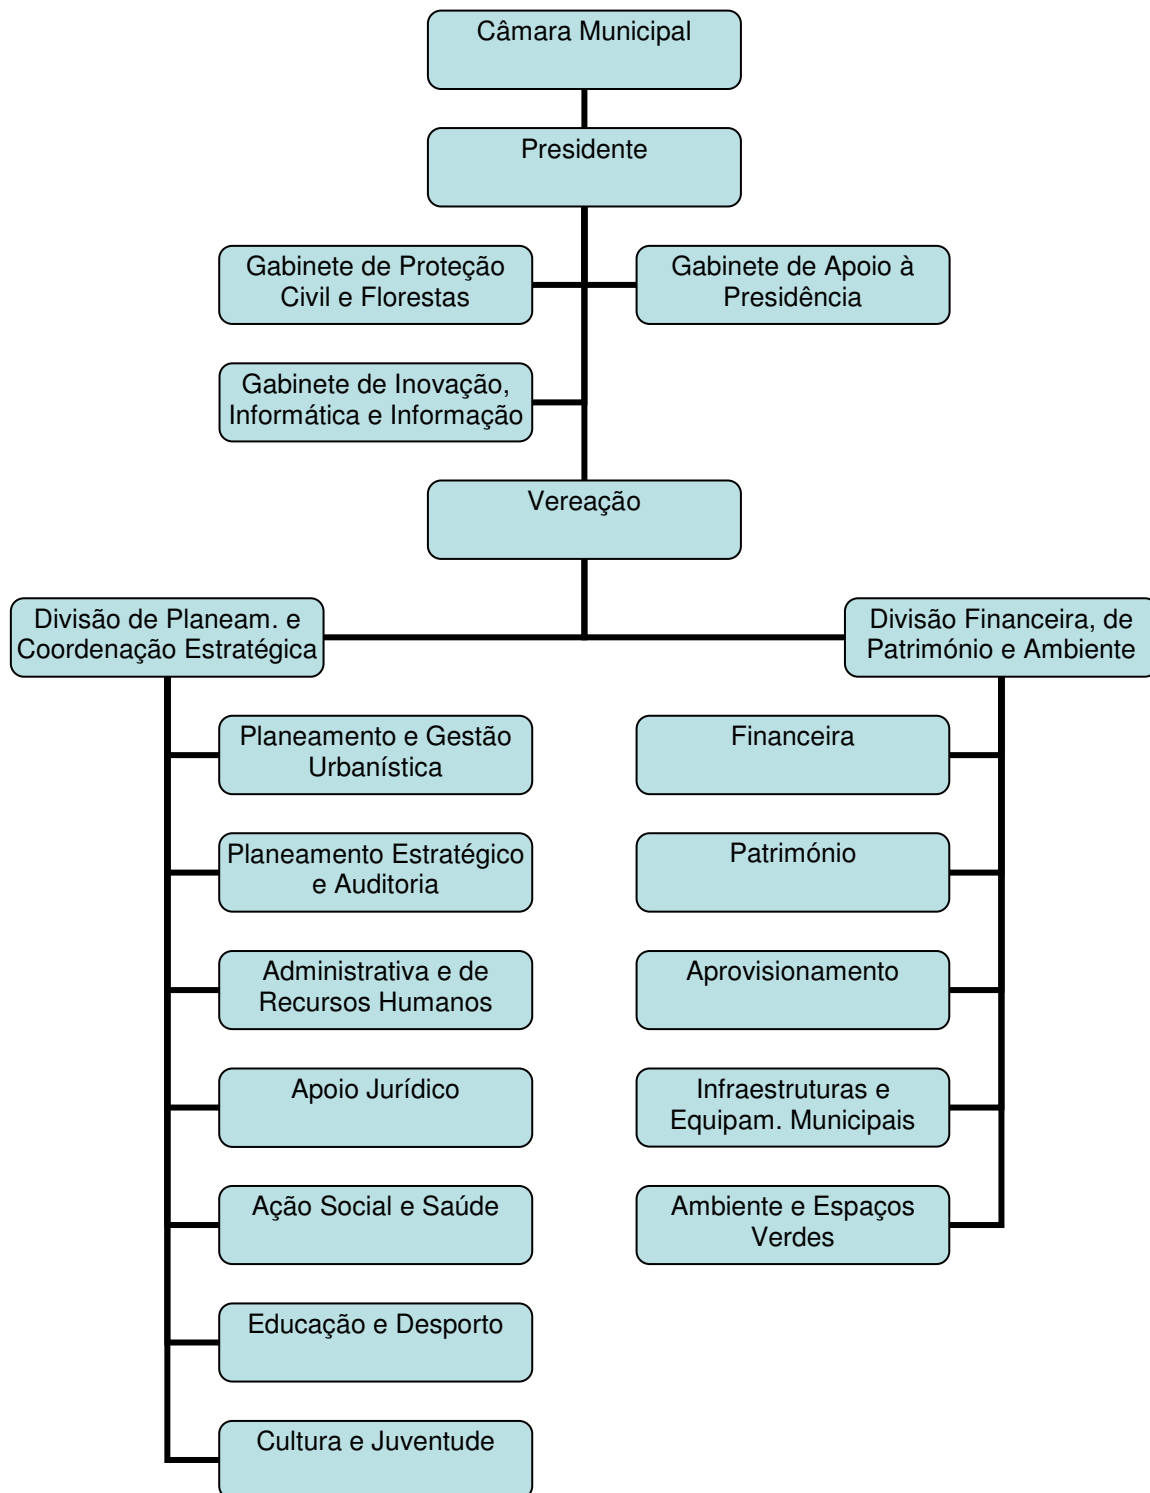 Câmara Municipal
Presidente
Gabinete de Proteção
Civil e Florestas
Gabinete de Apoio à
Presidência
Gabinete de Inovação,
Informática e Informação
Vereação
Divisão de Planeam. e
Coordenação Estratégica
Divisão Financeira, de
Património e Ambiente
Planeamento e Gestão
Urbanística
Financeira
Planeamento Estratégico
e Auditoria
Património
Administrativa e de
Recursos Humanos
Aprovisionamento
Apoio Jurídico
Infraestruturas e
Equipam. Municipais
Ação Social e Saúde
Ambiente e Espaços
Verdes
Educação e Desporto
Cultura e Juventude